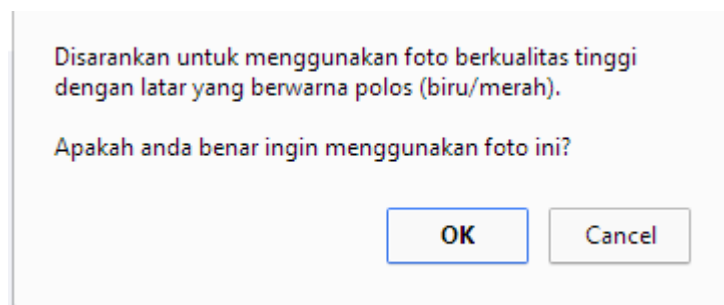 Disarankan untuk menggunakan foto berkualitas tinggi
dengan latar yang berwarna polos (biru/merah).
Apakah anda benar ingin menggunakan foto ini?
OK
Cancel